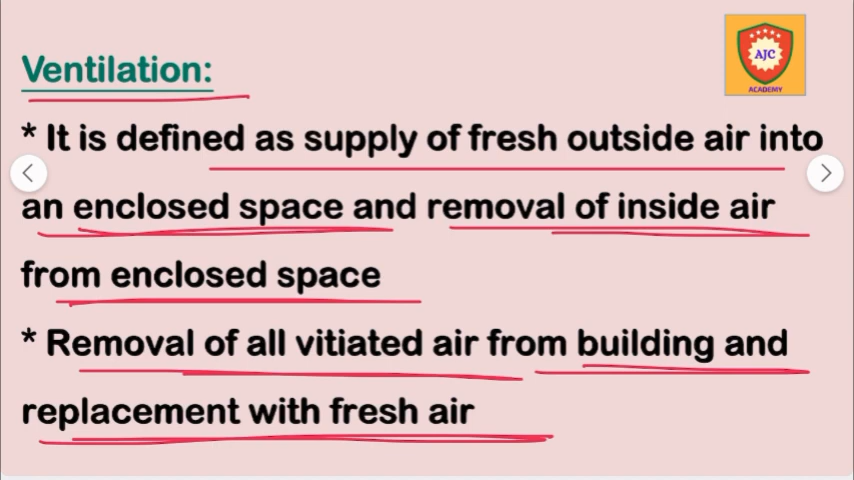 Ventilation:
AJC
ACADEMY
* It is defined as supply of fresh outside air into
an enclosed space and removal of inside air
from enclosed space
* Removal of all vitiated air from building and
replacement with fresh air